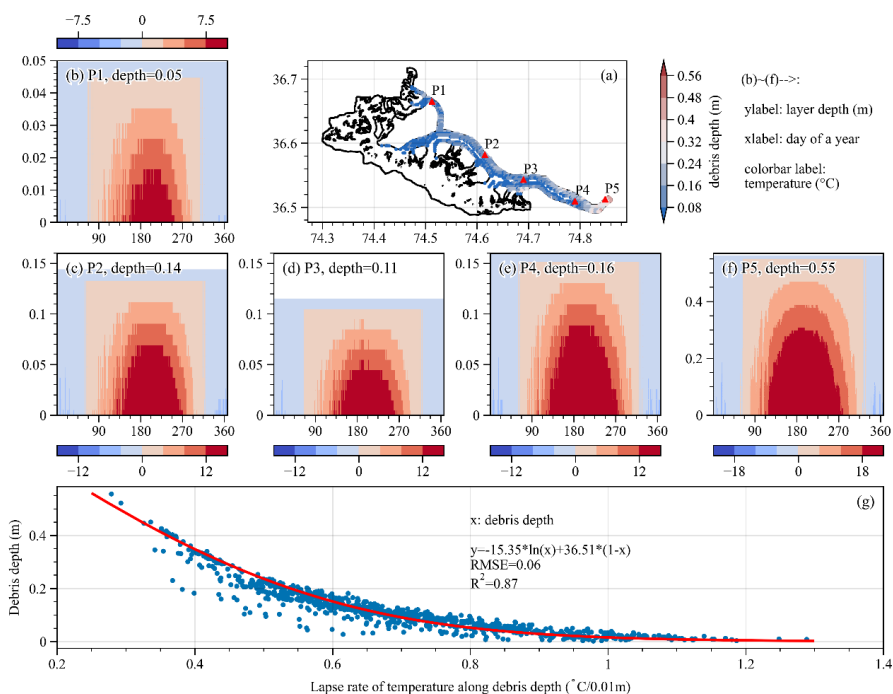 −7.5 0 7.5
(b) P1, depth=0.05
0.05
0.04
0.03
0.02
0.01
0
90 180 270 360
(a)
P1
P2
P3
P4
P5
36.7
36.6
36.5
74.3 74.4 74.5 74.6 74.7 74.8
0.56
0.48
0.4
0.32
0.24
0.16
0.08
debris depth (m)
(b)~(f)-->:
ylabel: layer depth (m)
xlabel: day of a year
colorbar label:
temperature (°C)
(c) P2, depth=0.14
0.15
0.1
0.05
0
90 180 270 360
−12 0 12
(d) P3, depth=0.11
0.15
0.1
0.05
0
90 180 270 360
−12 0 12
(e) P4, depth=0.16
0.15
0.1
0.05
0
90 180 270 360
−12 0 12
(f) P5, depth=0.55
0.4
0.2
0
90 180 270 360
−18 0 18
(g)
x: debris depth
y=-15.35*ln(x)+36.51*(1-x)
RMSE=0.06
R²=0.87
Debris depth (m)
0.4
0.2
0
0.2 0.4 0.6 0.8 1 1.2 1.4
Lapse rate of temperature along debris depth (°C/0.01m)